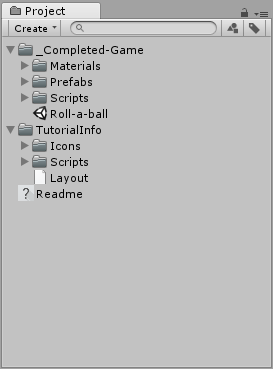 Project
Create
_Completed-Game
Materials
Prefabs
Scripts
Roll-a-ball
TutorialInfo
Icons
Scripts
Layout
? Readme